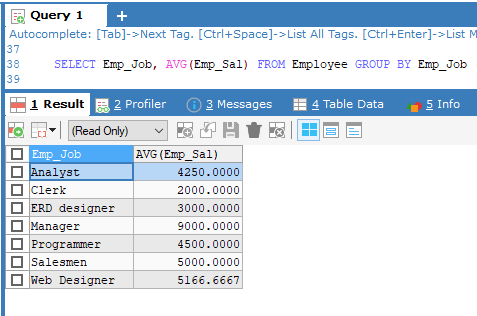 Query 1 +
Autocomplete: [Tab]->Next Tag. [Ctrl+Space]->List All Tags. [Ctrl+Enter]->List M
37
38 SELECT Emp_Job, AVG(Emp_Sal) FROM Employee GROUP BY Emp_Job
39
1 Result 2 Profiler 3 Messages 4 Table Data 5 Info
(Read Only)
Emp_Job AVG(Emp_Sal)
Analyst 4250.0000
Clerk 2000.0000
ERD designer 3000.0000
Manager 9000.0000
Programmer 4500.0000
Salesmen 5000.0000
Web Designer 5166.6667